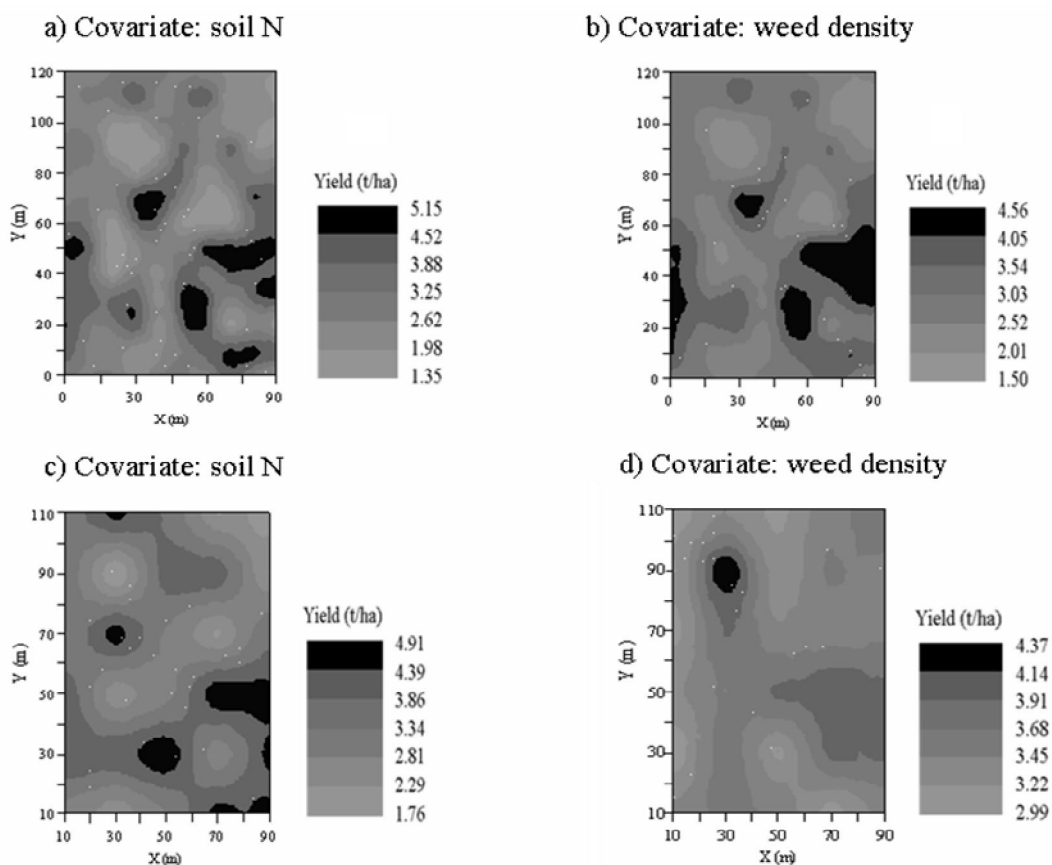 a) Covariate: soil N
120
100
80
60
40
20
0
Y (m)
0 30 60 90
X (m)
Yield (t/ha)
5.15
4.52
3.88
3.25
2.62
1.98
1.35
b) Covariate: weed density
120
100
80
60
40
20
0
Y (m)
0 30 60 90
X (m)
Yield (t/ha)
4.56
4.05
3.54
3.03
2.52
2.01
1.50
c) Covariate: soil N
110
90
70
50
30
10
Y (m)
10 30 50 70 90
X (m)
Yield (t/ha)
4.91
4.39
3.86
3.34
2.81
2.29
1.76
d) Covariate: weed density
110
90
70
50
30
10
Y (m)
10 30 50 70 90
X (m)
Yield (t/ha)
4.37
4.14
3.91
3.68
3.45
3.22
2.99